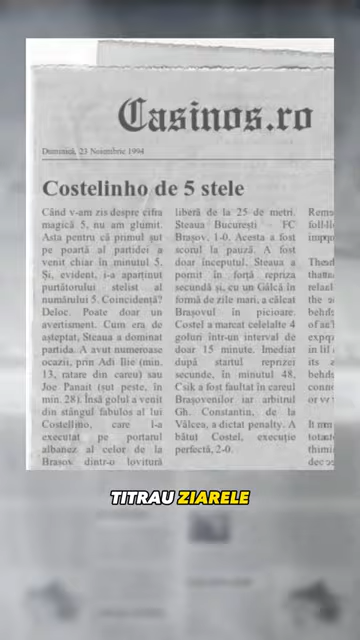 Casinos.ro
Duminică, 23 Noiembrie 1994
Costelinho de 5 stele
Când v-am zis despre cifra
magică 5, nu am glumit.
Asta pentru că primul șut
pe poartă al partidei a
venit chiar în minutul 5.
Și, evident, i-a aparținut
purtătorului stelist al
numărului 5. Coincidență?
Deloc. Poate doar un
avertisment. Cum era de
așteptat, Steaua a dominat
partida. A avut numeroase
ocazii, prin Adi Ilie (min.
13, ratare din careu) sau
Joe Panait (șut peste, în
min. 28). Însă golul a venit
din stângul fabulos al lui
Costellino, care l-a
executat pe portarul
albanez al celor de la
Brașov dintr-o lovitură
liberă de la 25 de metri.
Steaua București - FC
Brașov, 1-0. Acesta a fost
scorul la pauză. A fost
doar începutul. Steaua a
pornit în forță repriza
secundă și, cu un Gâlcă în
formă de zile mari, a călcat
Brașovul în picioare.
Costel a marcat celelalte 4
goluri într-un interval de
doar 15 minute. Imediat
după startul reprizei
secunde, în minutul 48,
Csik a fost faultat în careul
Brașovenilor iar arbitrul
Gh. Constantin, de la
Vâlcea, a dictat penalty. A
bătut Costel, execuție
perfectă, 2-0.
TITRAU ZIARELE